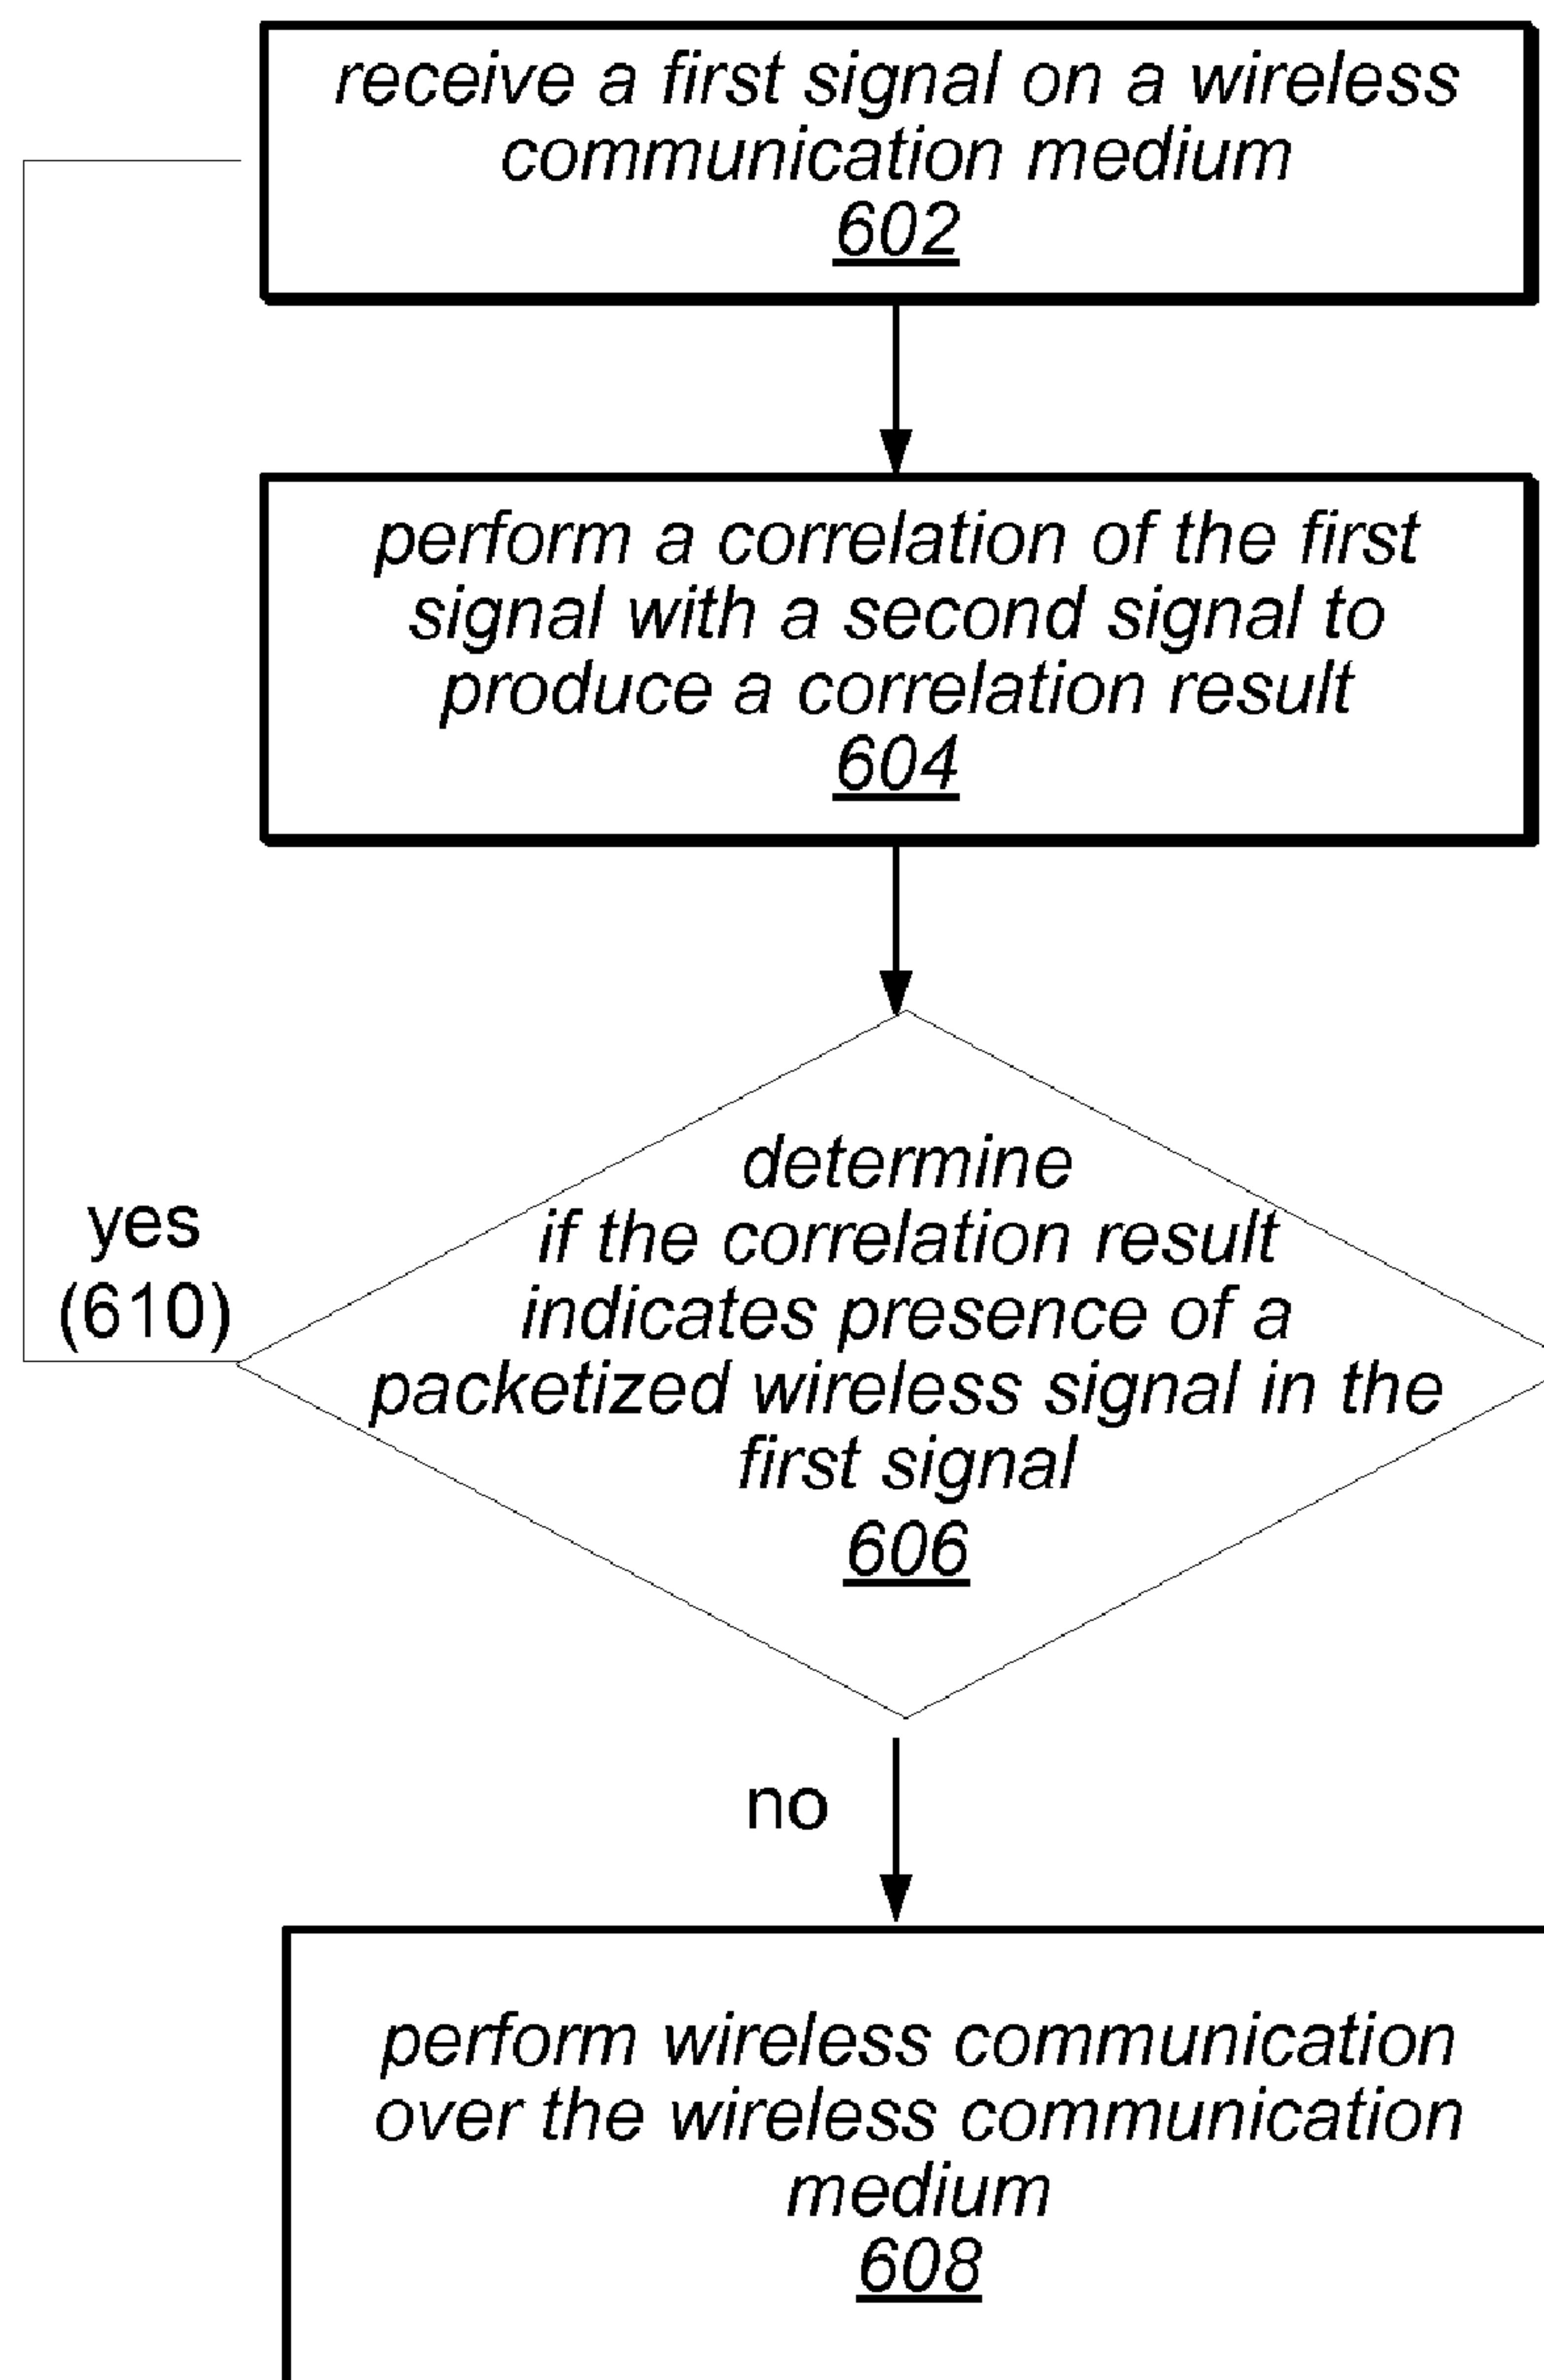 receive a first signal on a wireless
communication medium
602
perform a correlation of the first
signal with a second signal to
produce a correlation result
604
determine
if the correlation result
indicates presence of a
packetized wireless signal in the
first signal
606
yes
(610)
no
perform wireless communication
over the wireless communication
medium
608